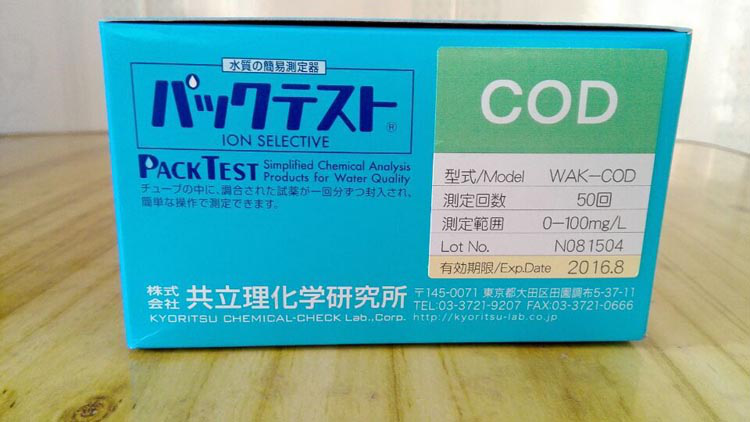 水質の簡易測定器
パックテスト®
ION SELECTIVE
PACKTEST Simplified Chemical Analysis
Products for Water Quality
チューブの中に、調合された試薬が一回分ずつ封入され、
簡単な操作で測定できます。
COD
型式/Model WAK-COD
測定回数 50回
測定範囲 0-100mg/L
Lot No. N081504
有効期限/Exp.Date 2016.8
株式会社 共立理化学研究所
KYORITSU CHEMICAL-CHECK Lab.,Corp.
〒145-0071 東京都大田区田園調布5-37-11
TEL:03-3721-9207 FAX:03-3721-0666
http://kyoritsu-lab.co.jp